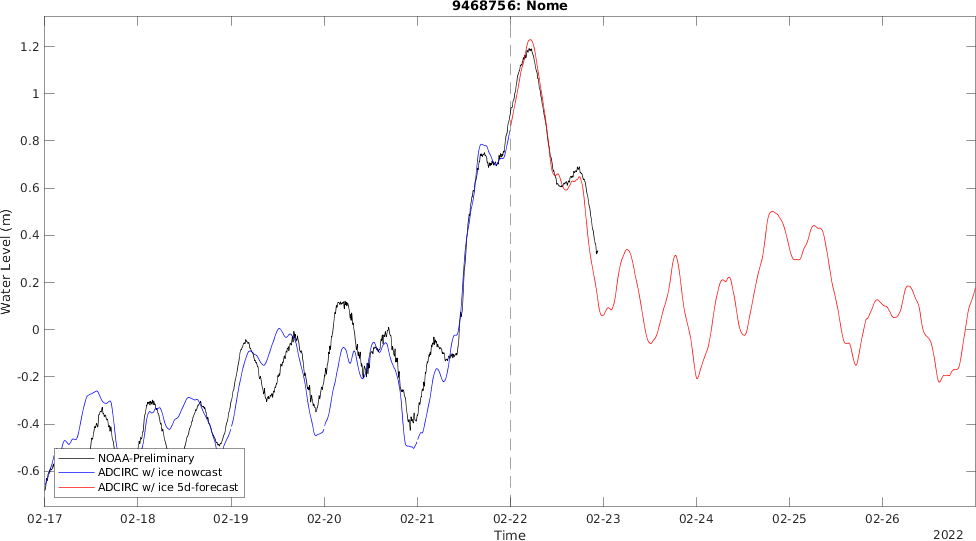 9468756: Nome
Water Level (m)
1.2
1
0.8
0.6
0.4
0.2
0
-0.2
-0.4
-0.6
NOAA-Preliminary
ADCIRC w/ ice nowcast
ADCIRC w/ ice 5d-forecast
02-17 02-18 02-19 02-20 02-21 02-22 02-23 02-24 02-25 02-26
Time
2022